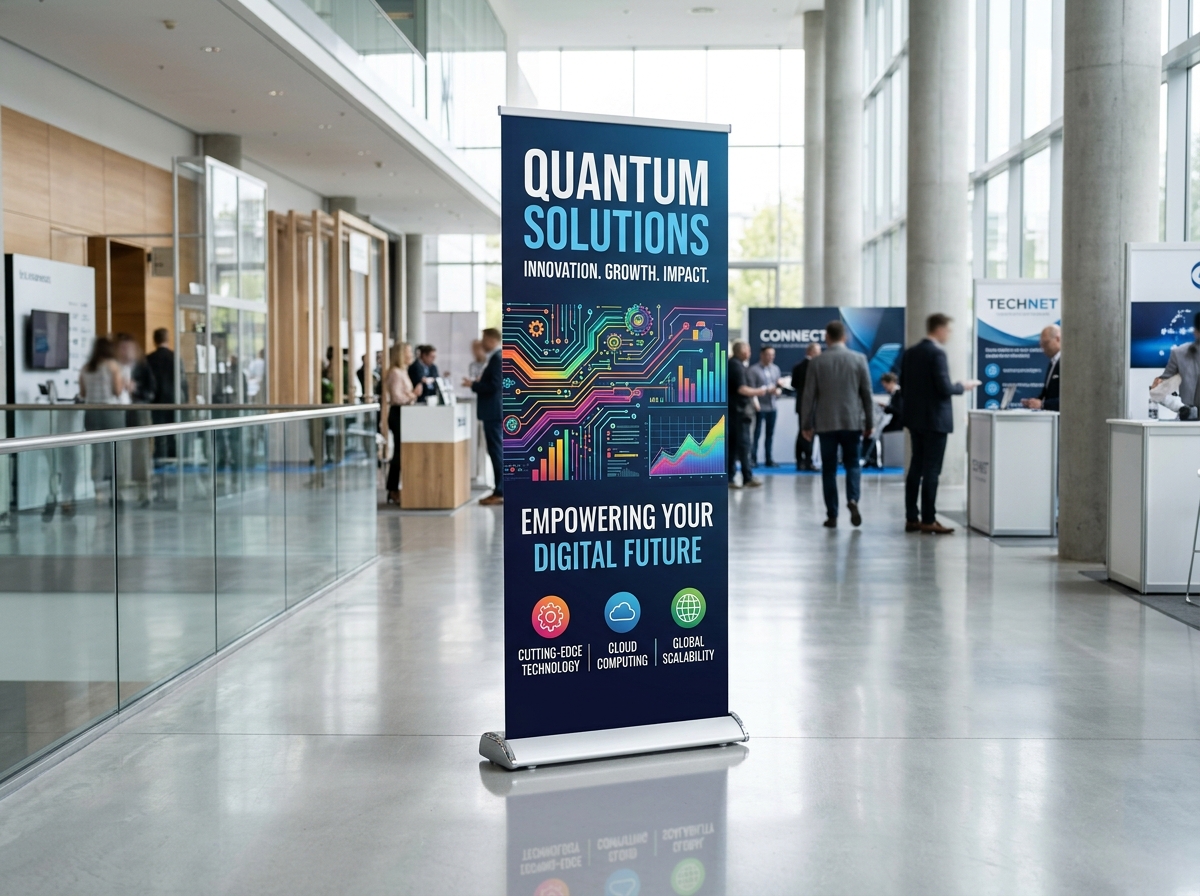 QUANTUM
SOLUTIONS
INNOVATION. GROWTH. IMPACT.
EMPOWERING YOUR
DIGITAL FUTURE
CUTTING-EDGE
TECHNOLOGY
CLOUD
COMPUTING
GLOBAL
SCALABILITY
CONNECT
TECHNET